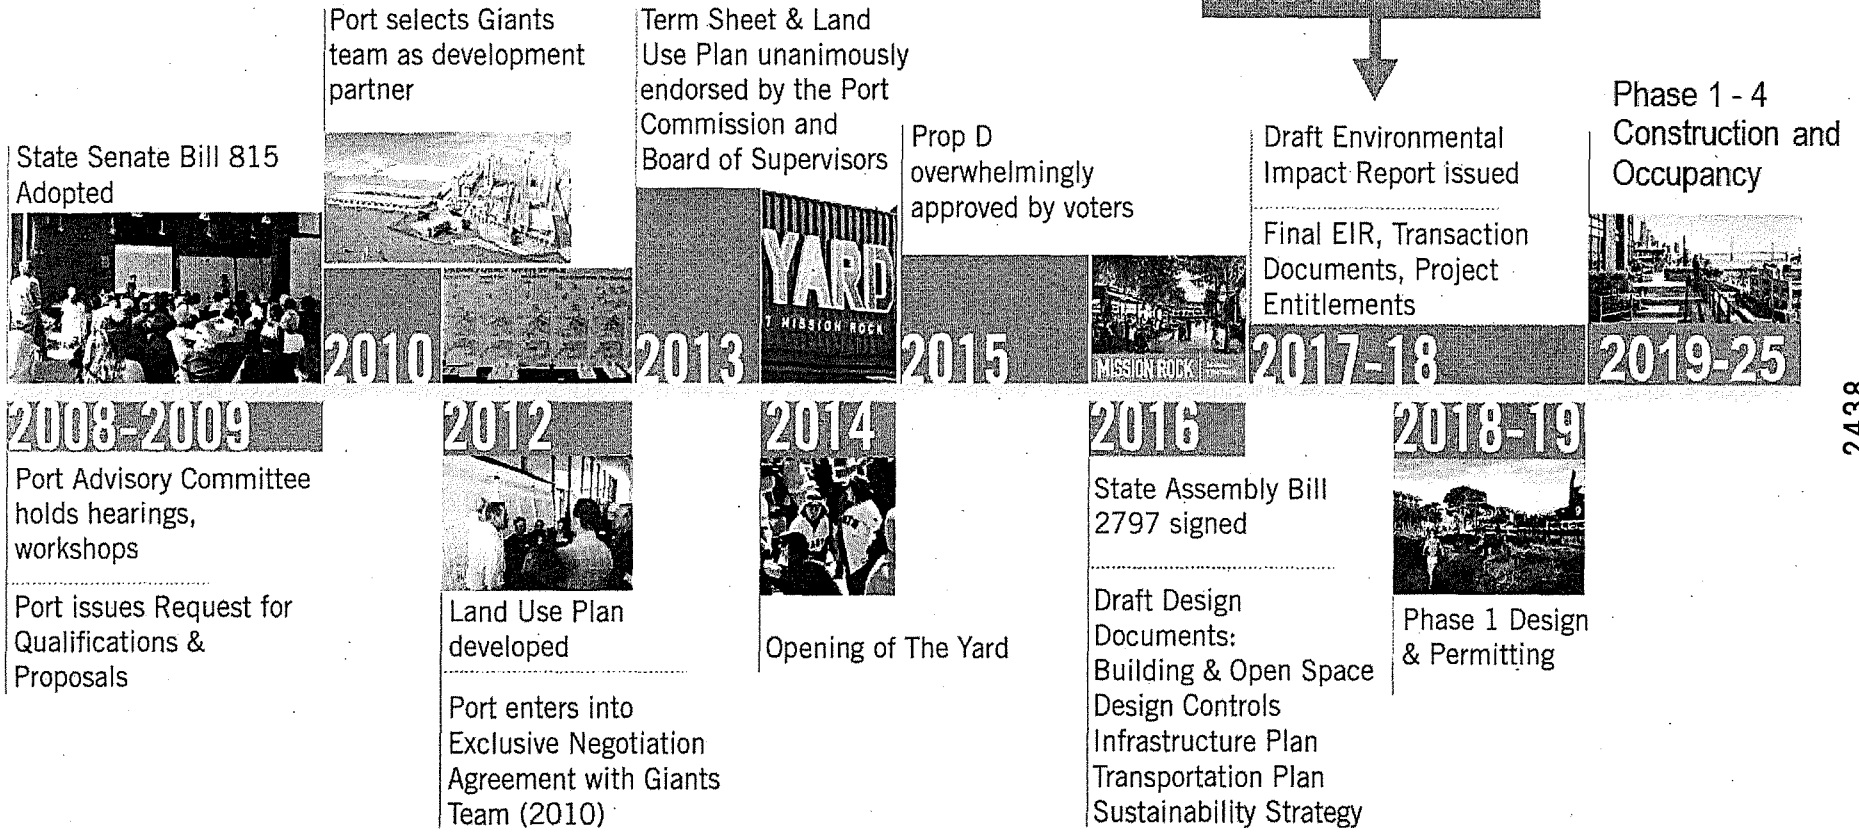 State Senate Bill 815
Adopted
2008-2009
Port Advisory Committee
holds hearings,
workshops
Port issues Request for
Qualifications &
Proposals
Port selects Giants
team as development
partner
2010
2012
Land Use Plan
developed
Port enters into
Exclusive Negotiation
Agreement with Giants
Team (2010)
Term Sheet & Land
Use Plan unanimously
endorsed by the Port
Commission and
Board of Supervisors
2013
YARD
T MISSION ROCK
2014
Opening of The Yard
Prop D
overwhelmingly
approved by voters
2015
MISSION ROCK
2016
State Assembly Bill
2797 signed
Draft Design
Documents:
Building & Open Space
Design Controls
Infrastructure Plan
Transportation Plan
Sustainability Strategy
Draft Environmental
Impact Report issued
Final EIR, Transaction
Documents, Project
Entitlements
2017-18
2018-19
Phase 1 Design
& Permitting
Phase 1 - 4
Construction and
Occupancy
2019-25
2438